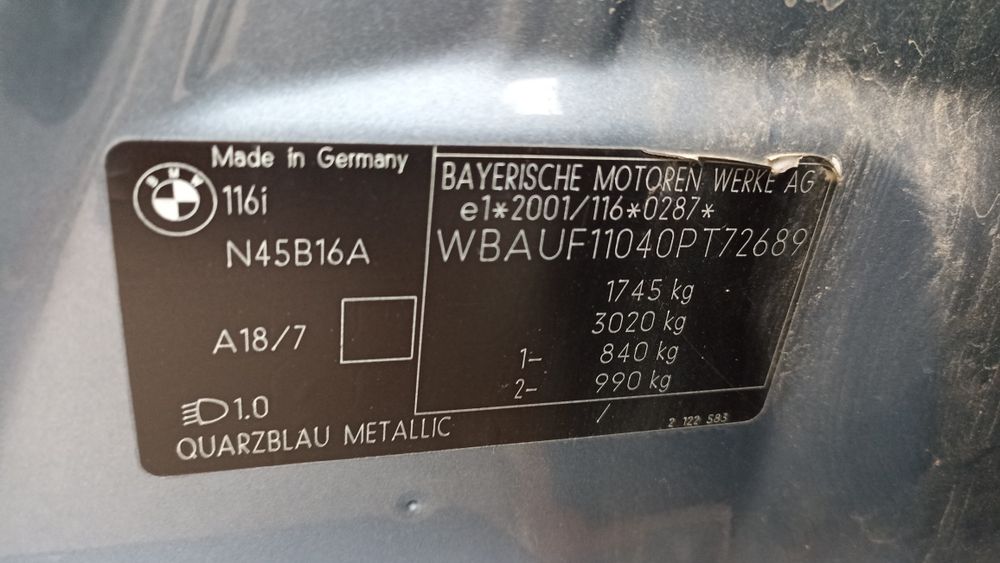 Made in Germany
BMW
116i
N45B16A
A18/7
1.0
QUARZBLAU METALLIC
BAYERISCHE MOTOREN WERKE AG
e1*2001/116*0287*
WBAUF11040PT72689
1745 kg
3020 kg
1- 840 kg
2- 990 kg
/
2 122 583